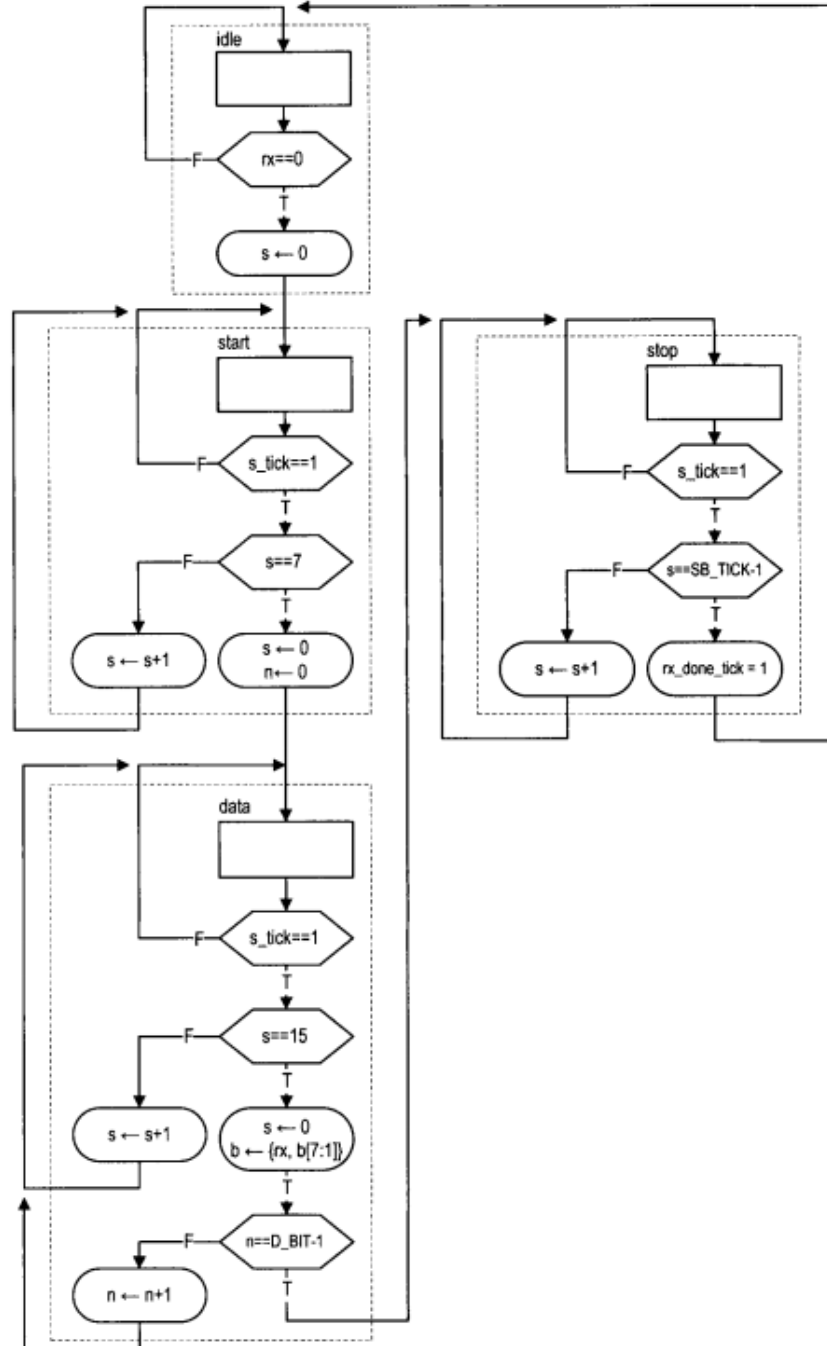 idle
rx==0
F
T
s ← 0
start
s_tick==1
F
T
s==7
F
T
s ← s+1
s ← 0
n← 0
data
s_tick==1
F
T
s==15
F
T
s ← s+1
s ← 0
b ← {rx, b[7:1]}
T
n==D_BIT-1
F
T
n ← n+1
stop
s_tick==1
F
T
s==SB_TICK-1
F
T
s ← s+1
rx_done_tick = 1